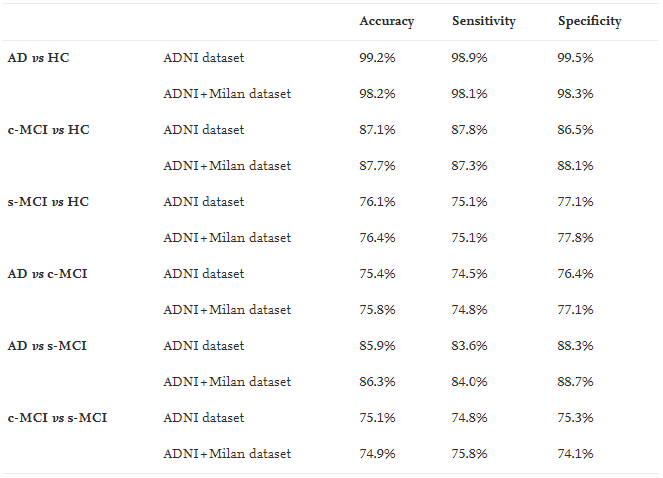 Accuracy Sensitivity Specificity
AD vs HC ADNI dataset 99.2% 98.9% 99.5%
ADNI+Milan dataset 98.2% 98.1% 98.3%
c-MCI vs HC ADNI dataset 87.1% 87.8% 86.5%
ADNI+Milan dataset 87.7% 87.3% 88.1%
s-MCI vs HC ADNI dataset 76.1% 75.1% 77.1%
ADNI+Milan dataset 76.4% 75.1% 77.8%
AD vs c-MCI ADNI dataset 75.4% 74.5% 76.4%
ADNI+Milan dataset 75.8% 74.8% 77.1%
AD vs s-MCI ADNI dataset 85.9% 83.6% 88.3%
ADNI+Milan dataset 86.3% 84.0% 88.7%
c-MCI vs s-MCI ADNI dataset 75.1% 74.8% 75.3%
ADNI+Milan dataset 74.9% 75.8% 74.1%